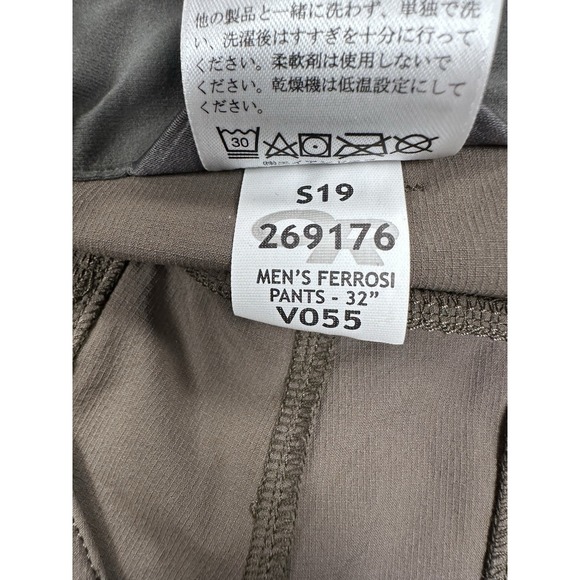 他の製品と一緒に洗わず、単独で洗
い、洗濯後はすすぎを十分に行って
ください。柔軟剤は使用しないで
ください。乾燥機は低温設定にして
ください。
30
S19
269176
MEN'S FERROSI
PANTS - 32"
V055